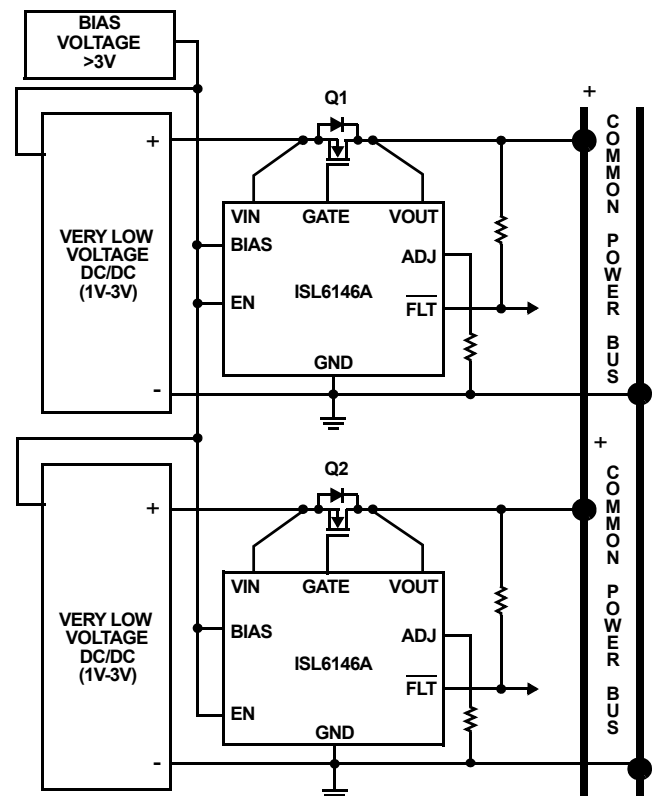 BIAS
VOLTAGE
>3V
Q1
+
+
VERY LOW
VOLTAGE
DC/DC
(1V-3V)
-
VIN GATE VOUT
BIAS
ADJ
EN
ISL6146A
FLT
GND
COMMON POWER BUS
Q2
+
+
VERY LOW
VOLTAGE
DC/DC
(1V-3V)
-
VIN GATE VOUT
BIAS
ADJ
ISL6146A
FLT
EN
GND
COMMON POWER BUS